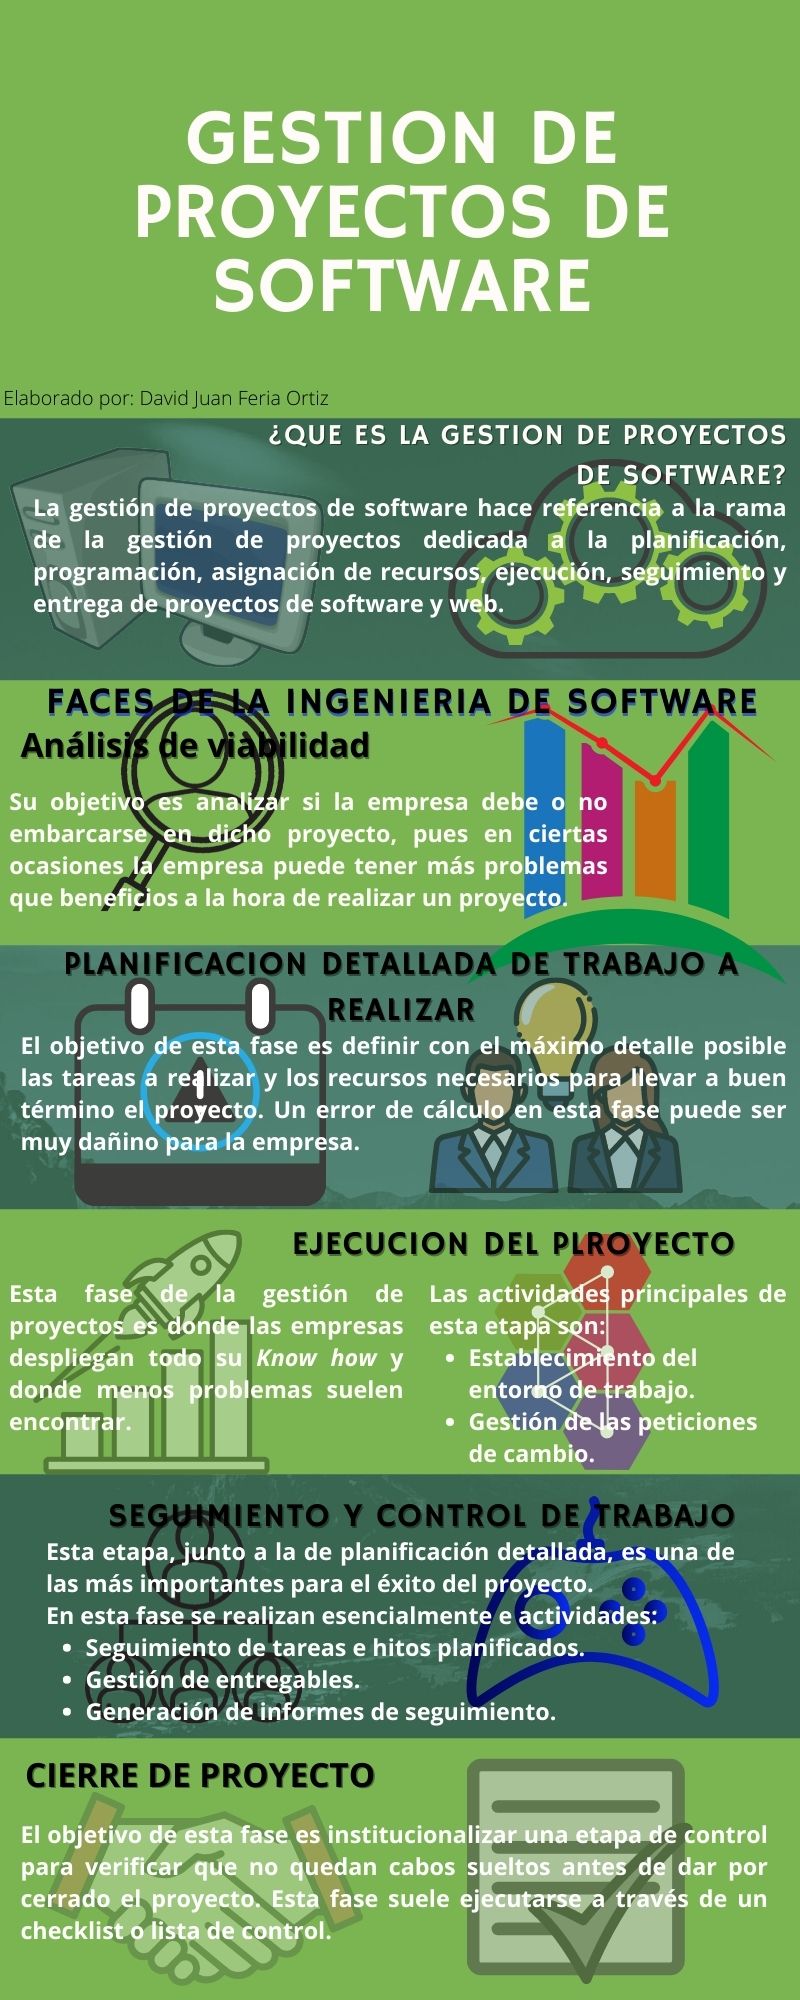 GESTION DE
PROYECTOS DE
SOFTWARE
Elaborado por: David Juan Feria Ortiz
¿QUE ES LA GESTION DE PROYECTOS
DE SOFTWARE?
La gestión de proyectos de software hace referencia a la rama
de la gestión de proyectos dedicada a la planificación,
programación, asignación de recursos, ejecución, seguimiento y
entrega de proyectos de software y web.
FACES DE LA INGENIERIA DE SOFTWARE
Análisis de viabilidad
Su objetivo es analizar si la empresa debe o no
embarcarse en dicho proyecto, pues en ciertas
ocasiones la empresa puede tener más problemas
que beneficios a la hora de realizar un proyecto.
PLANIFICACION DETALLADA DE TRABAJO A
REALIZAR
El objetivo de esta fase es definir con el máximo detalle posible
las tareas a realizar y los recursos necesarios para llevar a buen
término el proyecto. Un error de cálculo en esta fase puede ser
muy dañino para la empresa.
EJECUCION DEL PLROYECTO
Esta fase de la gestión de
proyectos es donde las empresas
despliegan todo su Know how y
donde menos problemas suelen
encontrar.
Las actividades principales de
esta etapa son:
• Establecimiento del
entorno de trabajo.
• Gestión de las peticiones
de cambio.
SEGUIMIENTO Y CONTROL DE TRABAJO
Esta etapa, junto a la de planificación detallada, es una de
las más importantes para el éxito del proyecto.
En esta fase se realizan esencialmente e actividades:
• Seguimiento de tareas e hitos planificados.
• Gestión de entregables.
• Generación de informes de seguimiento.
CIERRE DE PROYECTO
El objetivo de esta fase es institucionalizar una etapa de control
para verificar que no quedan cabos sueltos antes de dar por
cerrado el proyecto. Esta fase suele ejecutarse a través de un
checklist o lista de control.